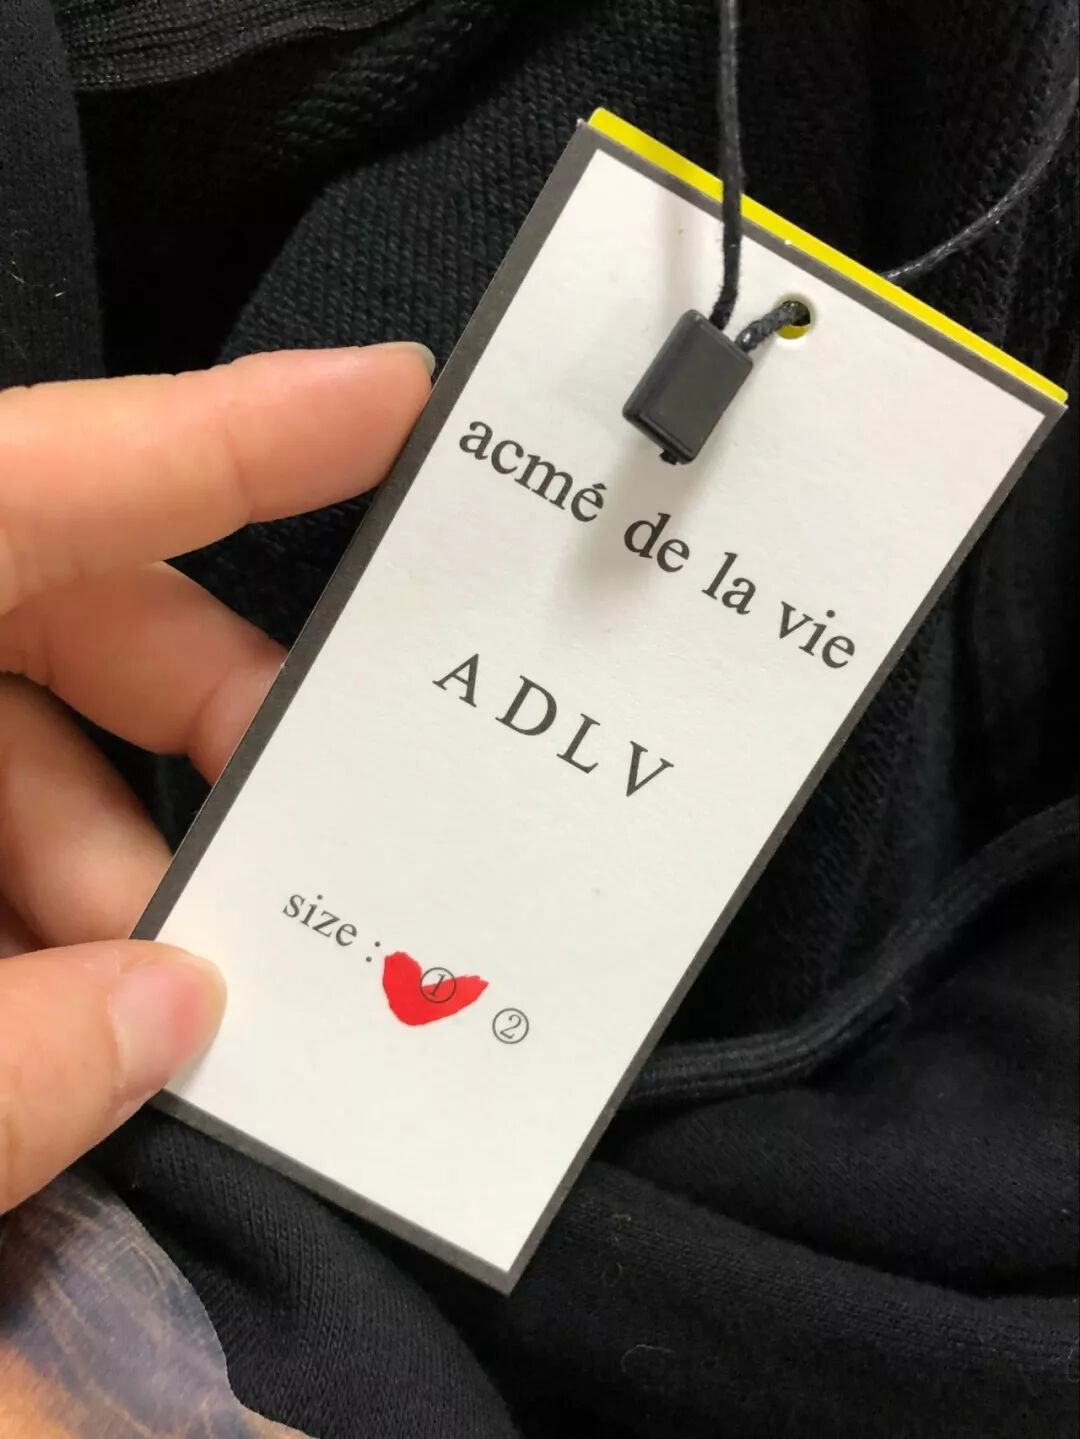 acmé de la vie
ADLV
size : ① ②